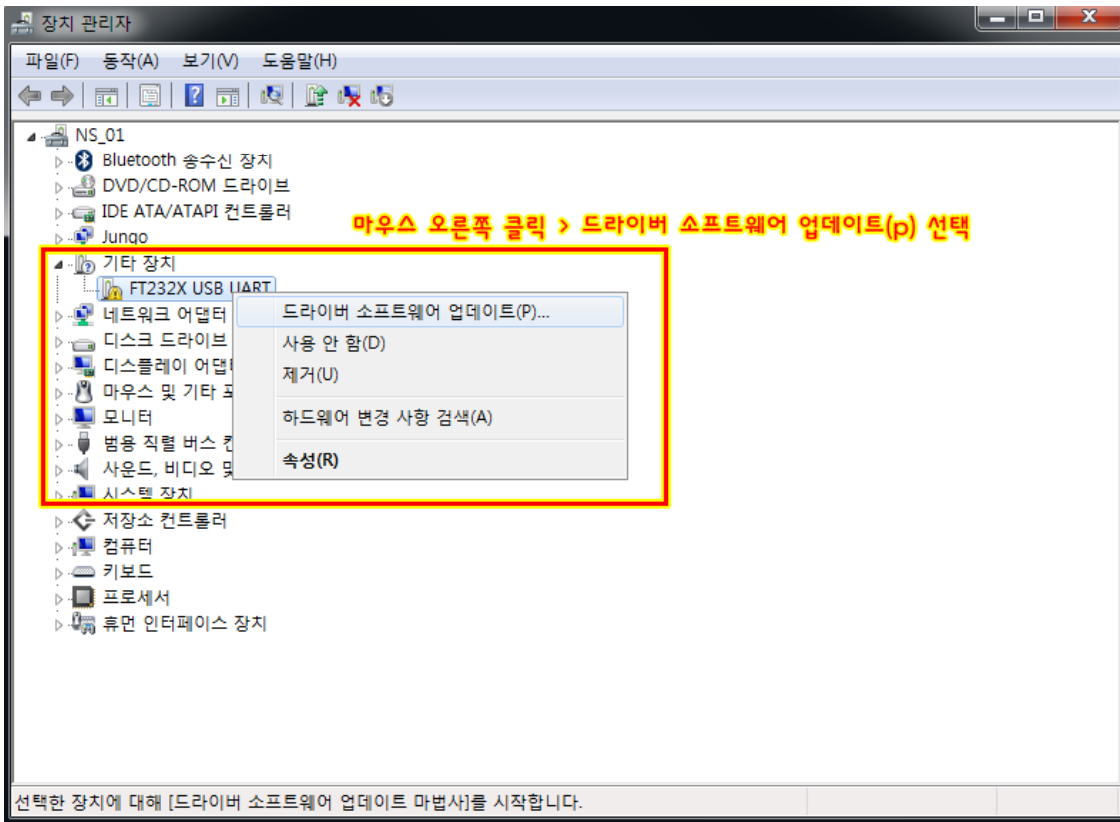 장치 관리자
파일(F) 동작(A) 보기(V) 도움말(H)
NS_01
Bluetooth 송수신 장치
DVD/CD-ROM 드라이브
IDE ATA/ATAPI 컨트롤러
마우스 오른쪽 클릭 > 드라이버 소프트웨어 업데이트(p) 선택
Jungo
기타 장치
FT232X USB UART
네트워크 어댑터
드라이버 소프트웨어 업데이트(P)...
디스크 드라이브
사용 안 함(D)
디스플레이 어댑
제거(U)
마우스 및 기타
모니터
하드웨어 변경 사항 검색(A)
범용 직렬 버스
사운드, 비디오 및
속성(R)
시스템 장치
저장소 컨트롤러
컴퓨터
키보드
프로세서
휴먼 인터페이스 장치
선택한 장치에 대해 [드라이버 소프트웨어 업데이트 마법사]를 시작합니다.